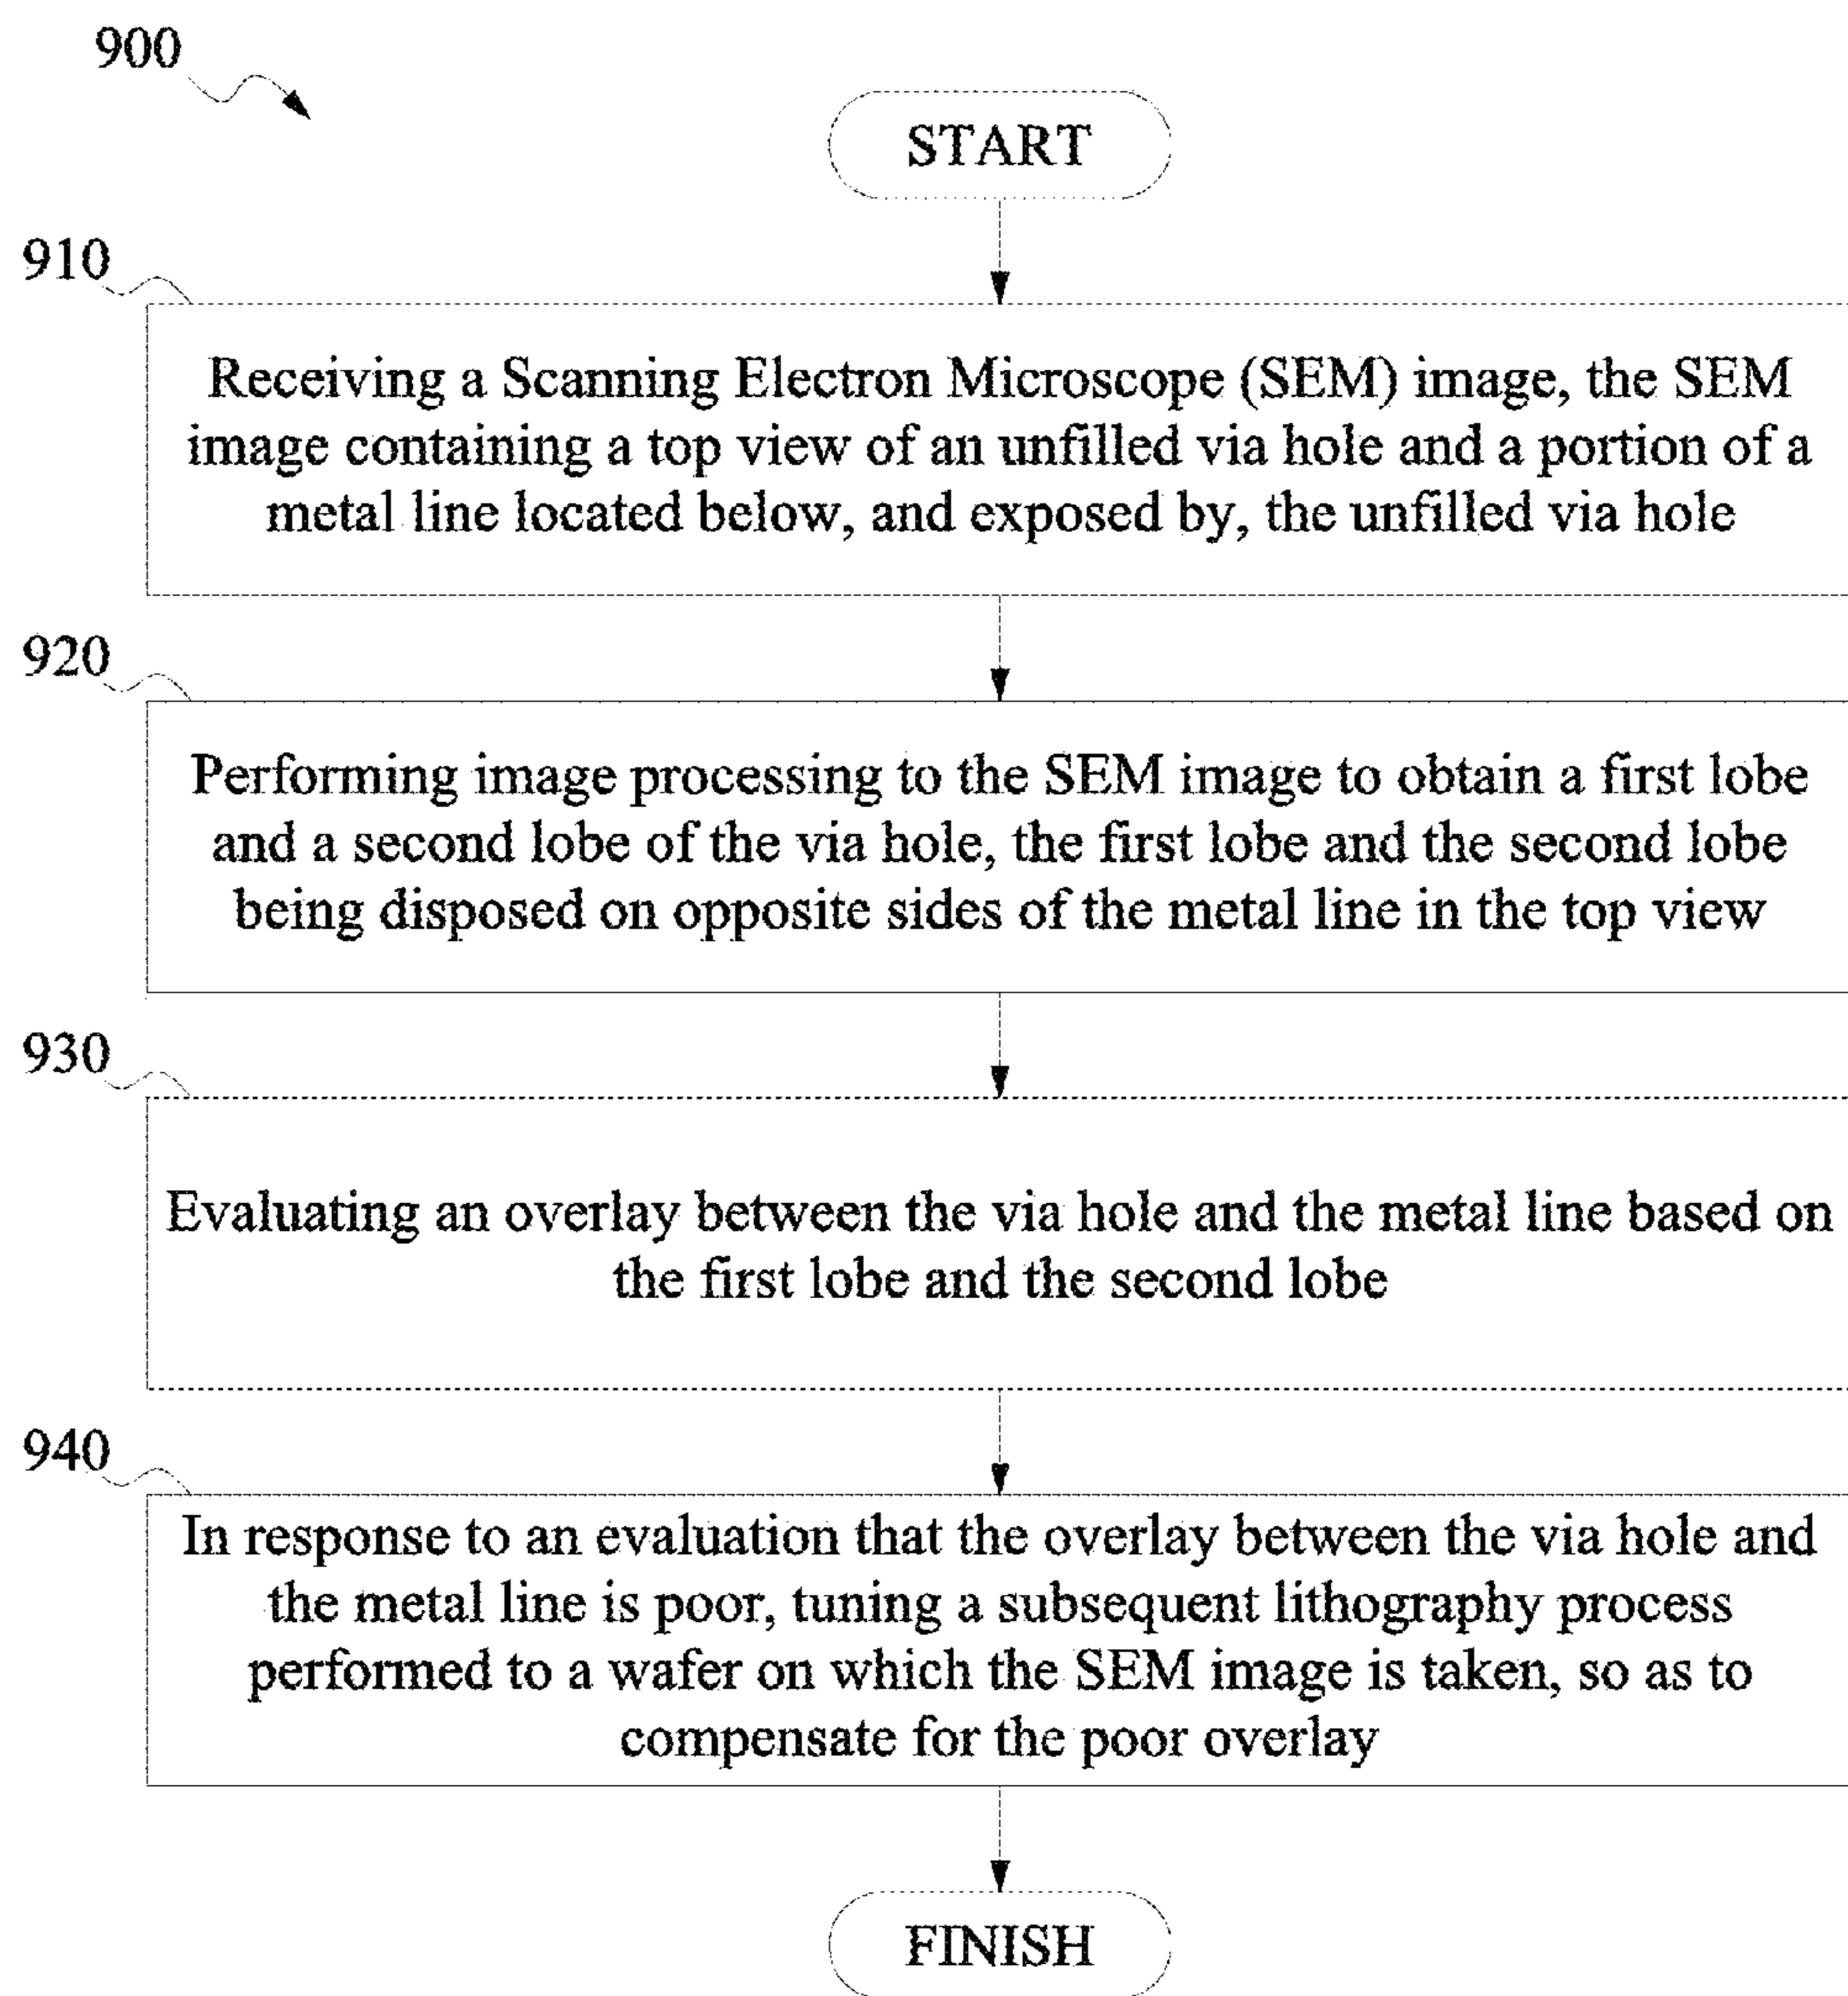 900
START
910
Receiving a Scanning Electron Microscope (SEM) image, the SEM
image containing a top view of an unfilled via hole and a portion of a
metal line located below, and exposed by, the unfilled via hole
920
Performing image processing to the SEM image to obtain a first lobe
and a second lobe of the via hole, the first lobe and the second lobe
being disposed on opposite sides of the metal line in the top view
930
Evaluating an overlay between the via hole and the metal line based on
the first lobe and the second lobe
940
In response to an evaluation that the overlay between the via hole and
the metal line is poor, tuning a subsequent lithography process
performed to a wafer on which the SEM image is taken, so as to
compensate for the poor overlay
FINISH